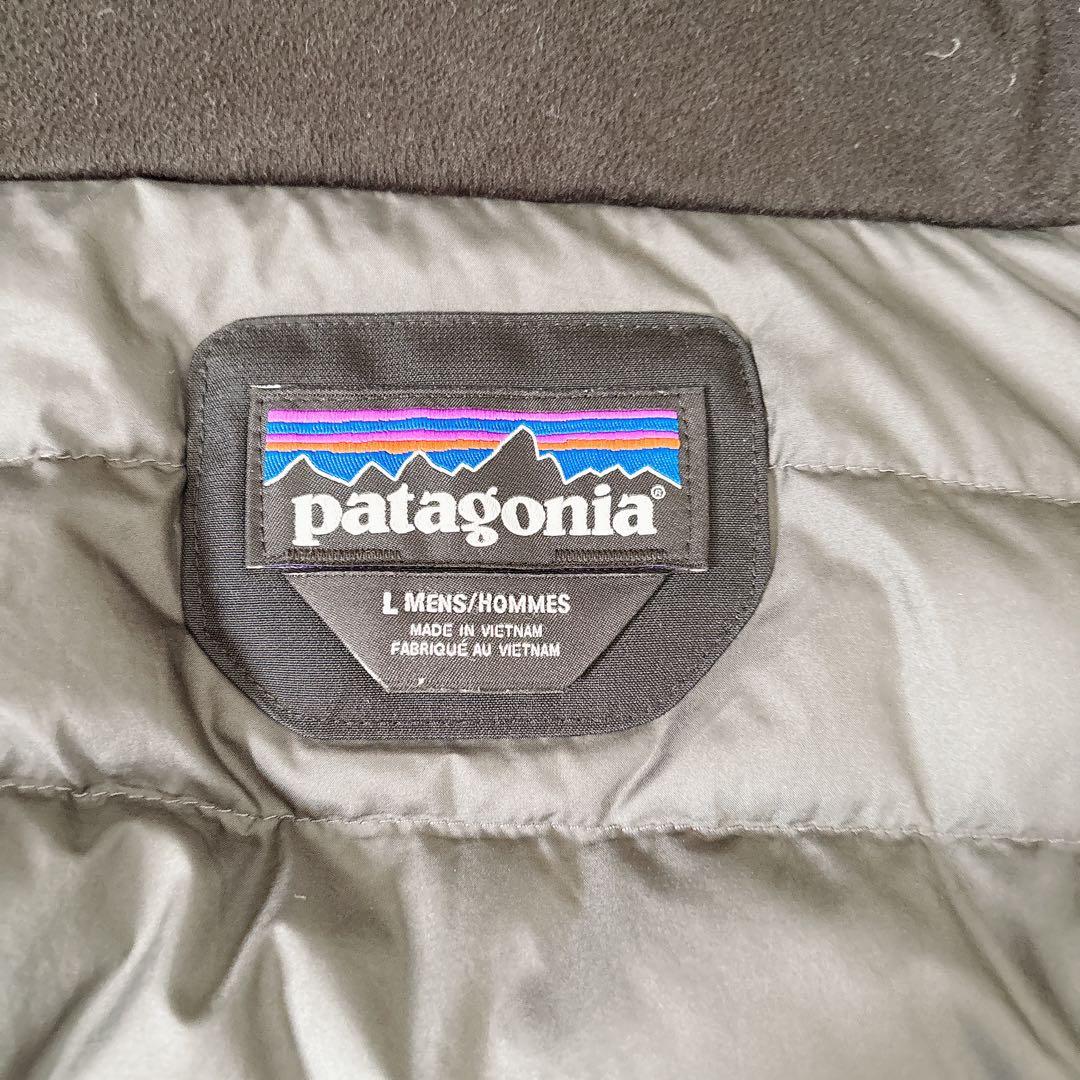 patagonia®
L MENS/HOMMES
MADE IN VIETNAM
FABRIQUÉ AU VIETNAM